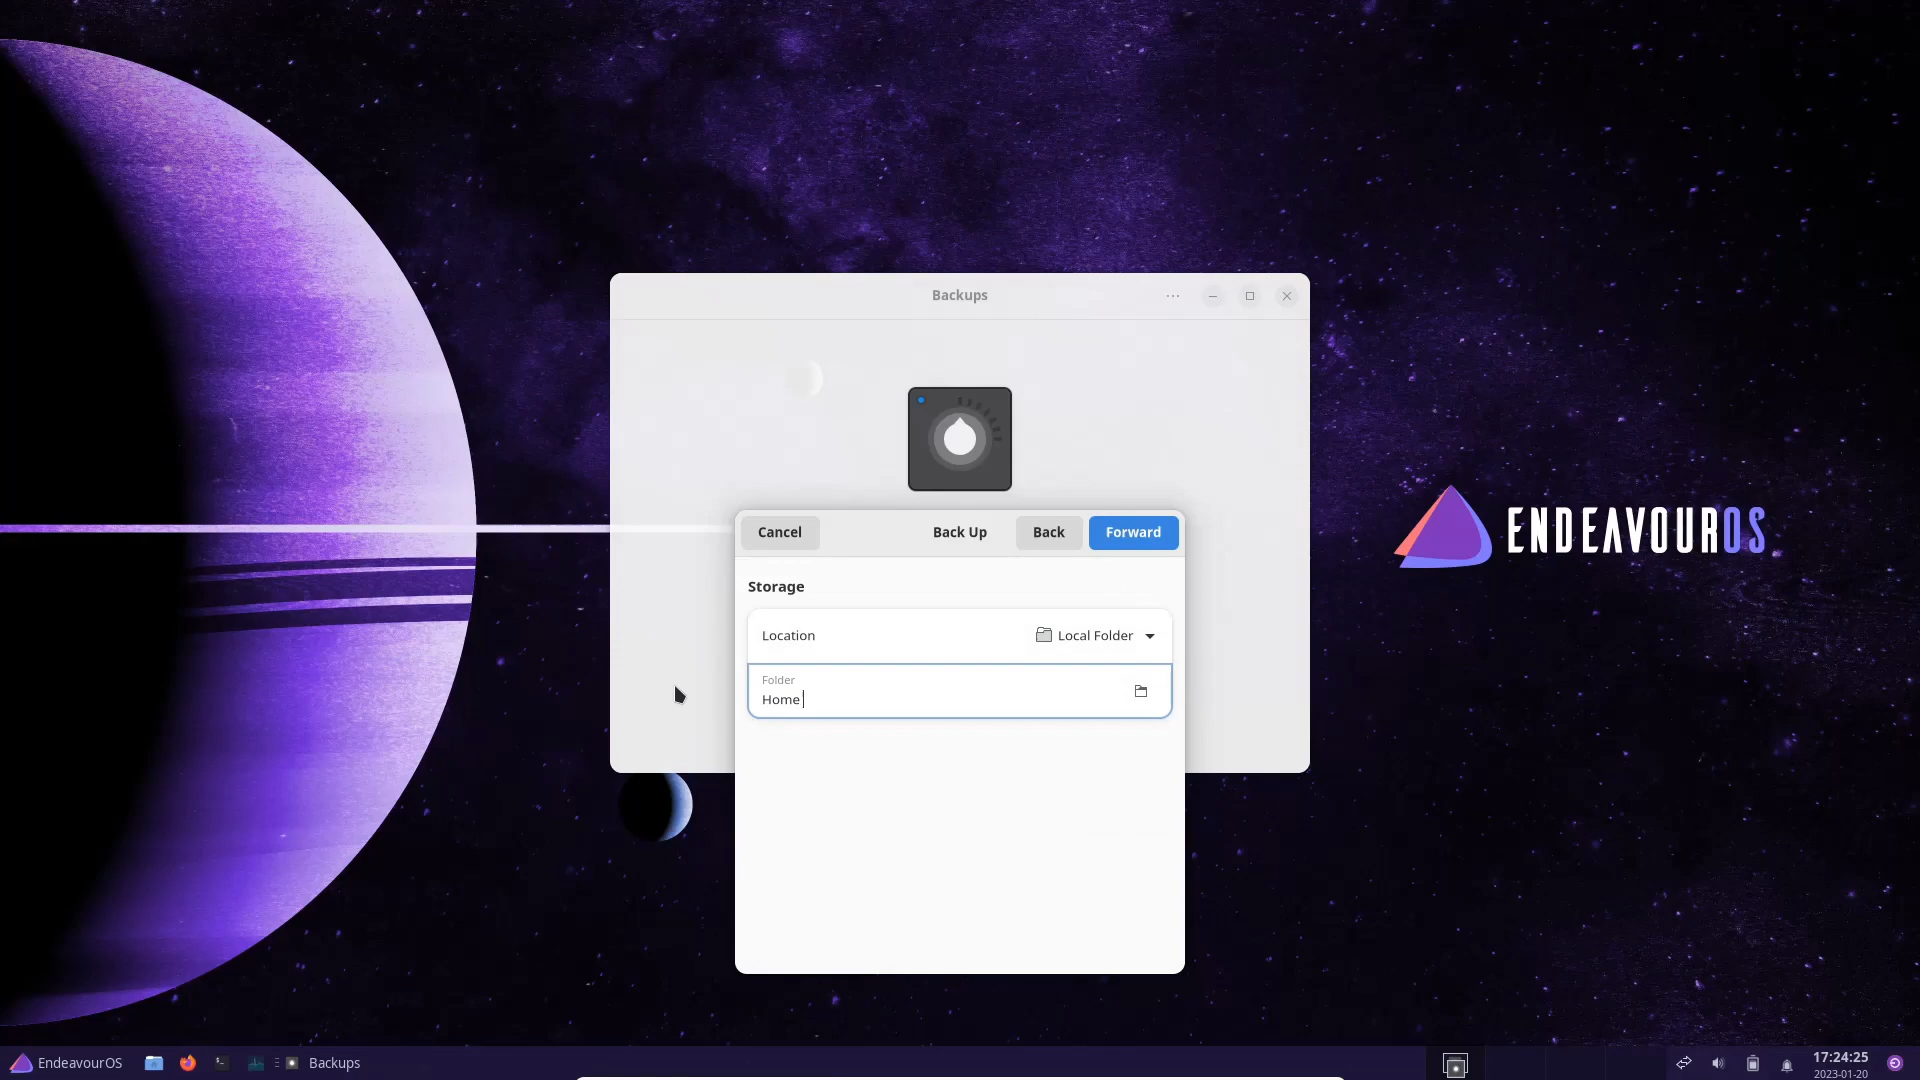 Backups
Cancel
Back Up
Back
Forward
Storage
Location
Local Folder
Folder
Home
ENDEAVOUROS
EndeavourOS
Backups
17:24:25
2023-01-20